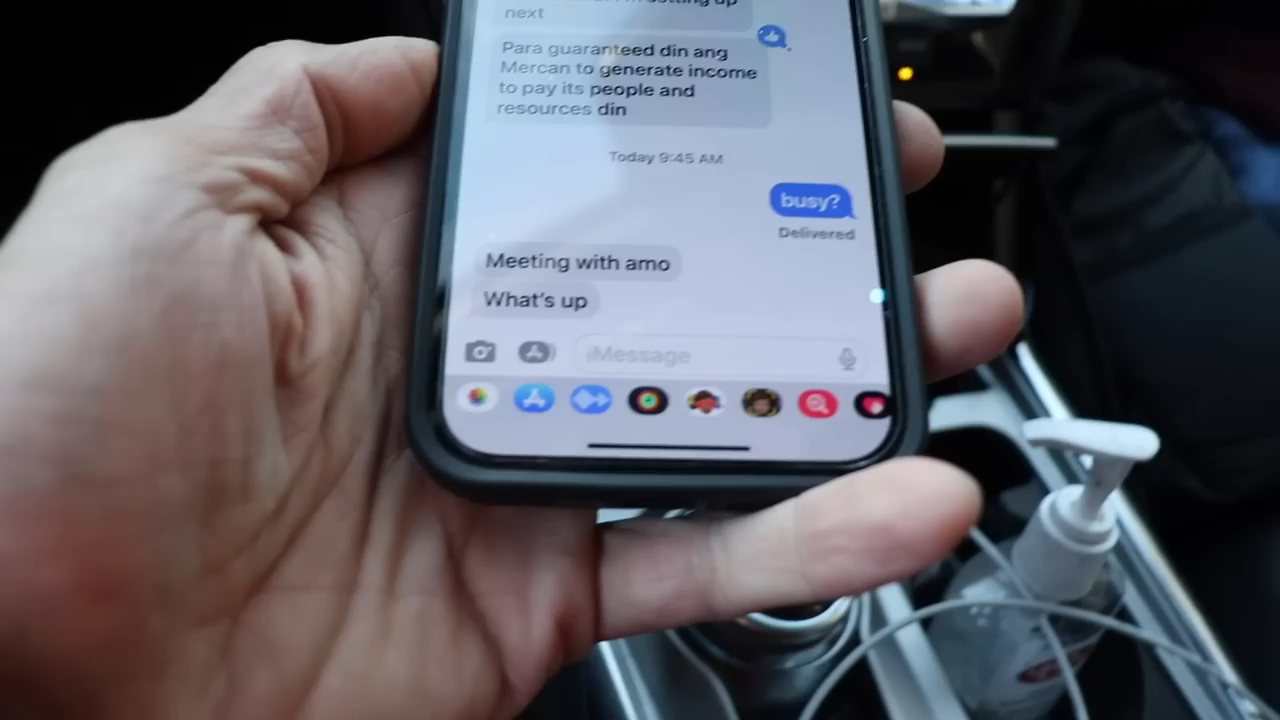 next
Para guaranteed din ang
Mercan to generate income
to pay its people and
resources din
Today 9:45 AM
busy?
Delivered
Meeting with amo
What's up
iMessage